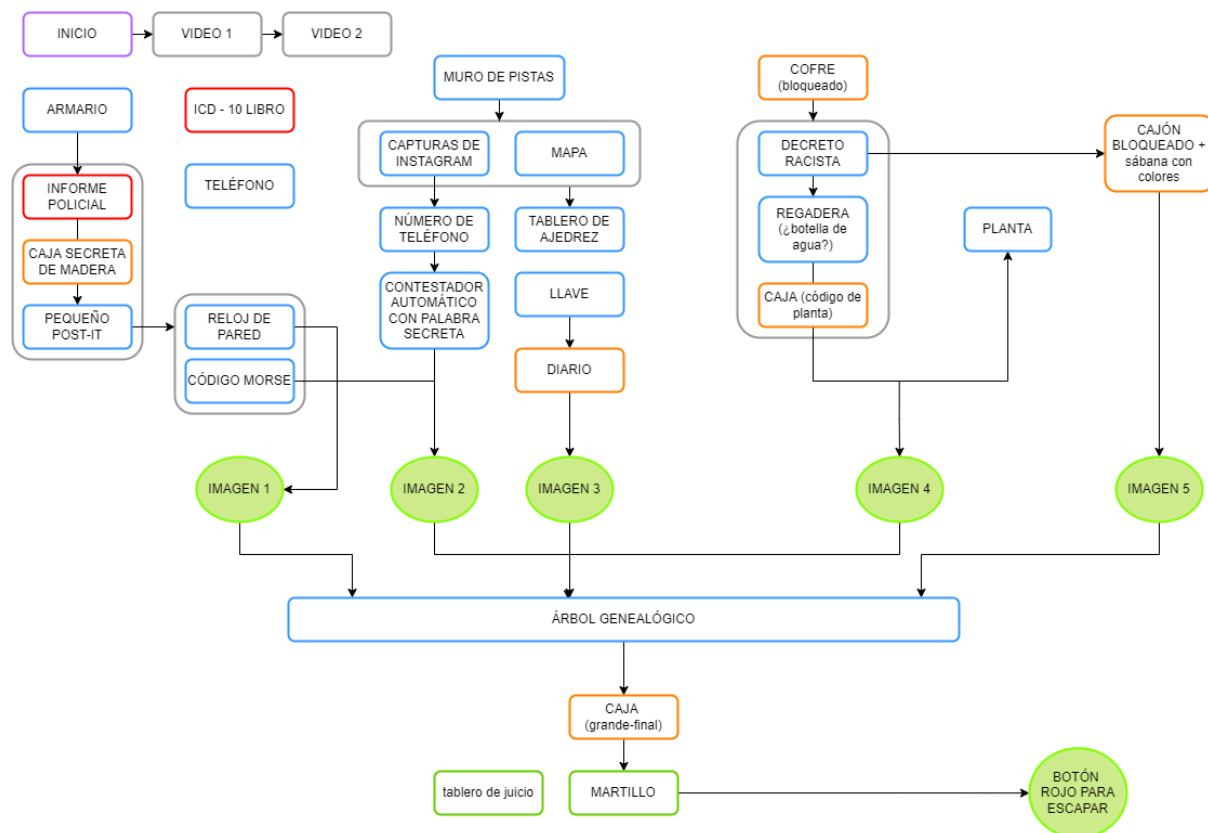 INICIO
VIDEO 1
VIDEO 2
MURO DE PISTAS
COFRE
(bloqueado)
ARMARIO
ICD - 10 LIBRO
CAPTURAS DE
INSTAGRAM
MAPA
DECRETO
RACISTA
CAJÓN
BLOQUEADO +
sábana con
colores
INFORME
POLICIAL
TELÉFONO
NÚMERO DE
TELÉFONO
TABLERO DE
AJEDREZ
REGADERA
(¿botella de
agua?)
PLANTA
CAJA SECRETA
DE MADERA
CONTESTADOR
AUTOMÁTICO
CON PALABRA
SECRETA
LLAVE
CAJA (código de
planta)
PEQUEÑO
POST-IT
RELOJ DE
PARED
CÓDIGO MORSE
DIARIO
IMAGEN 1
IMAGEN 2
IMAGEN 3
IMAGEN 4
IMAGEN 5
ÁRBOL GENEALÓGICO
CAJA
(grande-final)
tablero de juicio
MARTILLO
BOTÓN
ROJO PARA
ESCAPAR